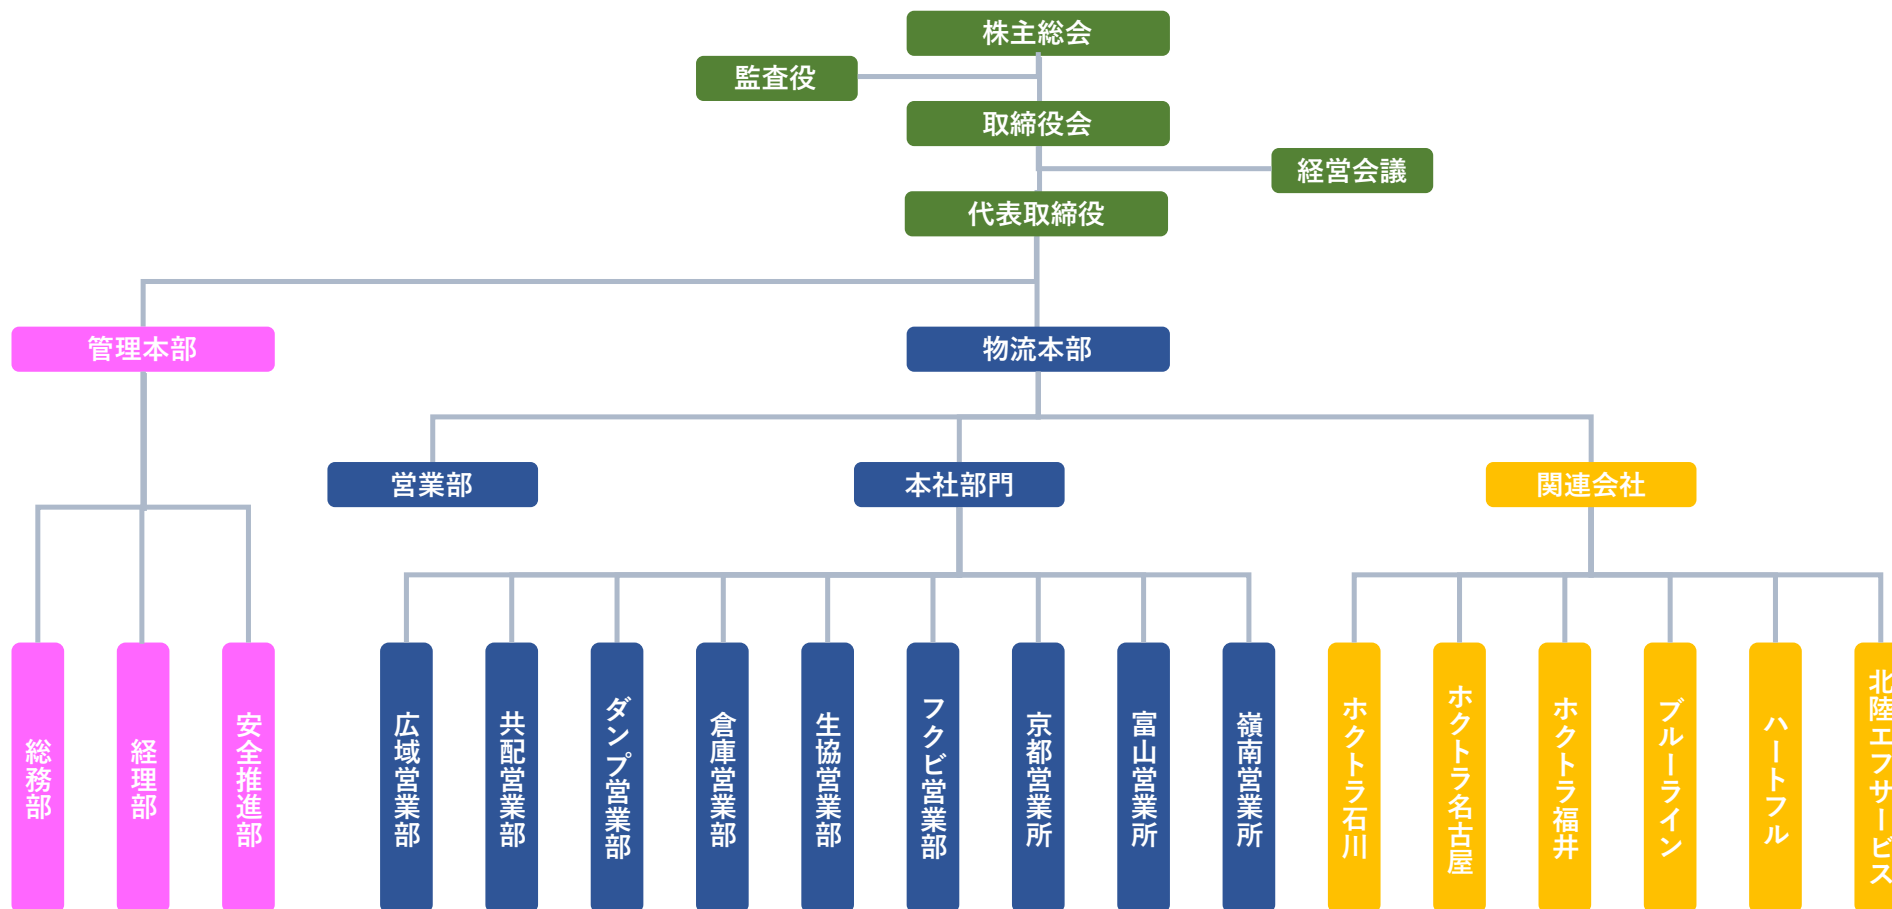 株主総会
監査役
取締役会
経営会議
代表取締役
管理本部
物流本部
営業部
本社部門
関連会社
総務部
経理部
安全推進部
広域営業部
共配営業部
ダンプ営業部
倉庫営業部
生協営業部
フクビ営業部
京都営業所
富山営業所
嶺南営業所
ホクトラ石川
ホクトラ名古屋
ホクトラ福井
ブルーライン
ハートフル
北陸エフサービス